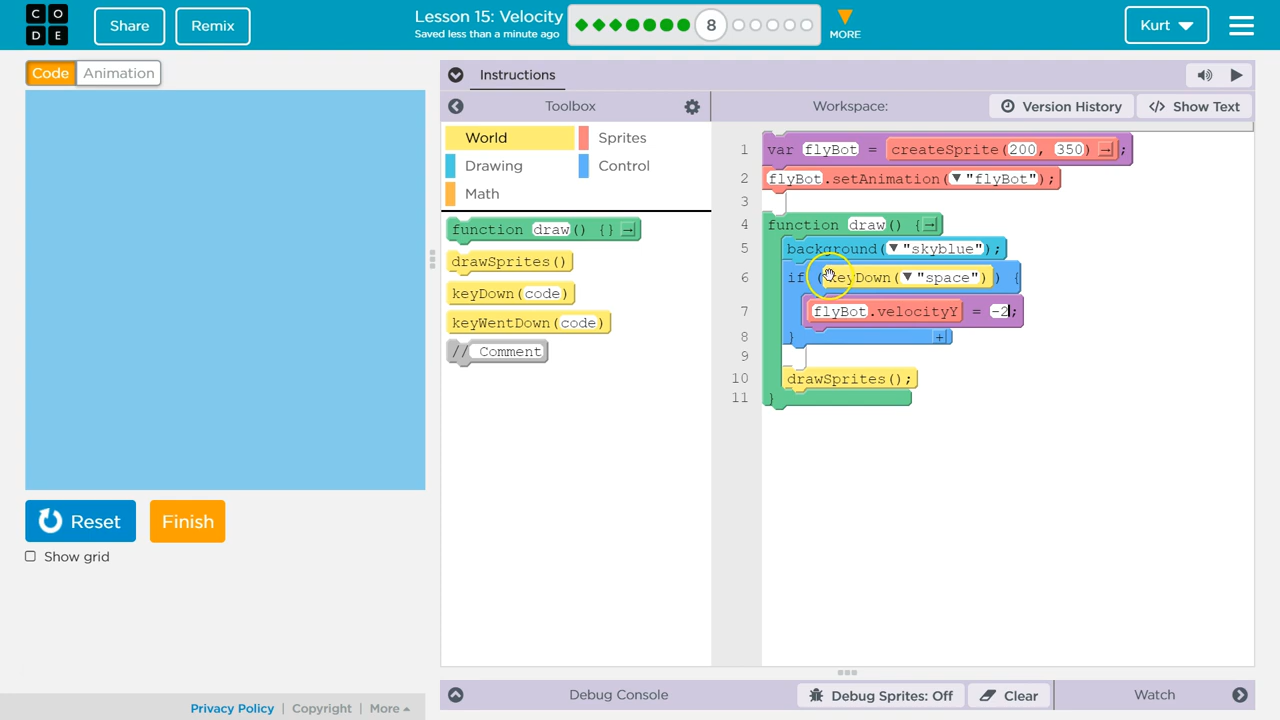 C O
D E
Share
Remix
Lesson 15: Velocity
Saved less than a minute ago
8
MORE
Kurt
Code
Animation
Instructions
Toolbox
Workspace:
Version History
</> Show Text
World
Sprites
Drawing
Control
Math
function draw() {}
drawSprites()
keyDown(code)
keyWentDown(code)
// Comment
1 var flyBot = createSprite(200, 350);
2 flyBot.setAnimation("flyBot");
3
4 function draw() {
5 background("skyblue");
6 if (keyDown("space")) {
7 flyBot.velocityY = -2;
8 }
9
10 drawSprites();
11 }
Reset
Finish
Show grid
Debug Console
Debug Sprites: Off
Clear
Watch
Privacy Policy | Copyright | More